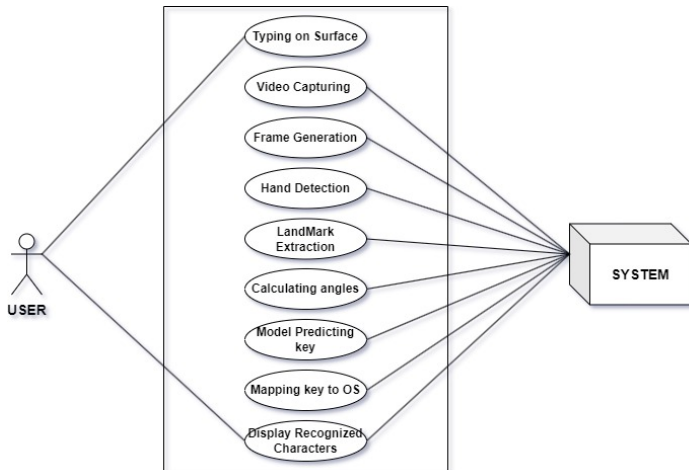 Typing on Surface
Video Capturing
Frame Generation
Hand Detection
LandMark
Extraction
Calculating angles
Model Predicting
key
Mapping key to OS
Display Recognized
Characters
USER
SYSTEM